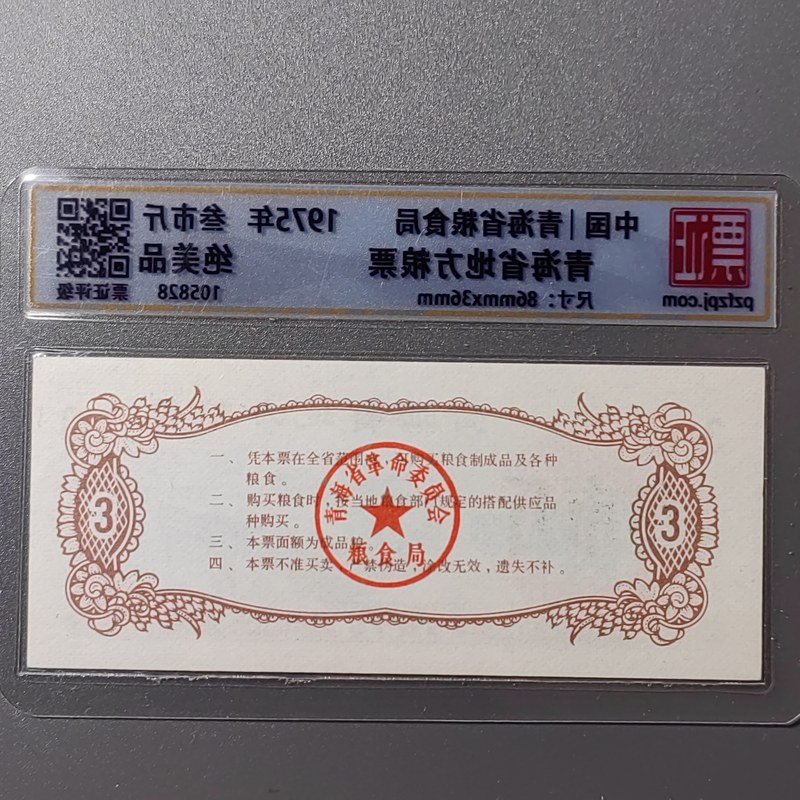 票证
中国|青海省粮食局 1975年 叁市斤
青海省地方粮票 绝美品
pzfzpj.com 尺寸：86mmx36mm 105828 票证评级
一、凭本票在全省范围 购买粮食制成品及各种
粮食。
二、购买粮食时，按当地粮食部门规定的搭配供应品
种购买。
三、本票面额为成品粮。
四、本票不准买卖 严禁伪造，涂改无效，遗失不补。
3
3
青海省革命委员会
粮食局